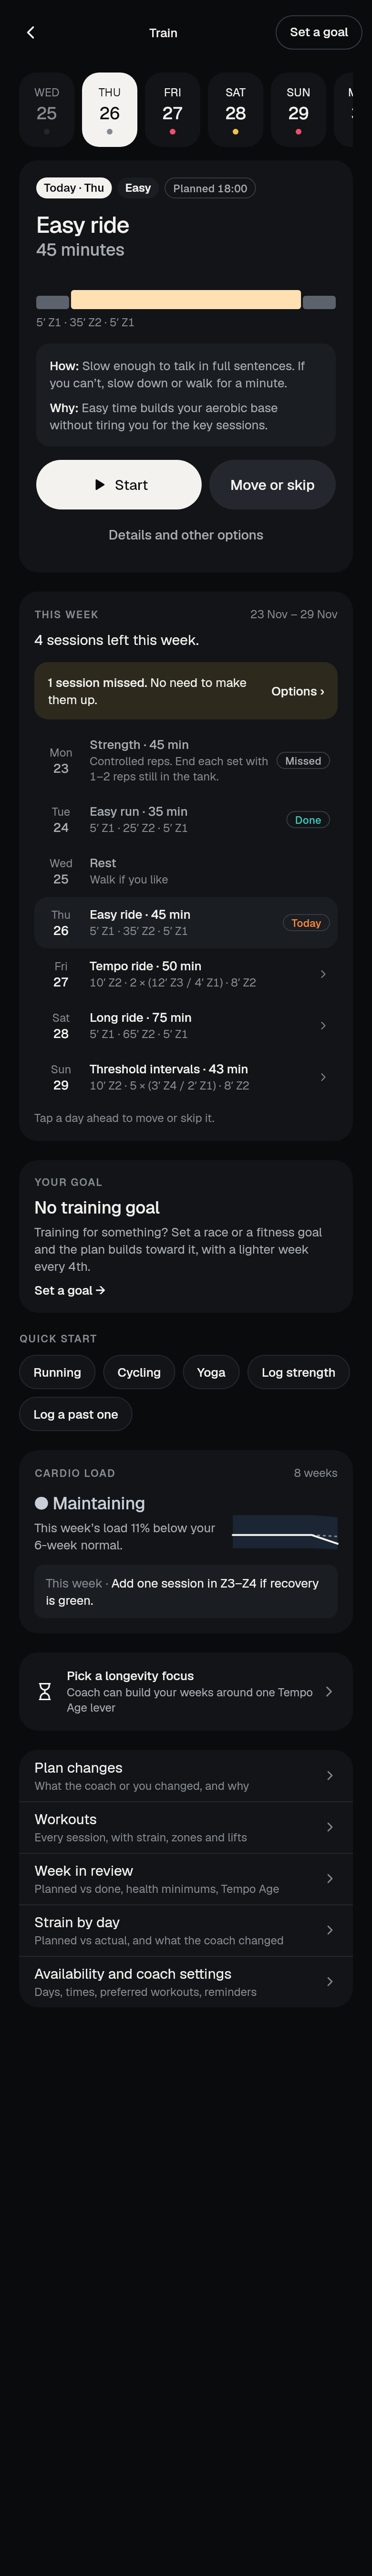 Train
Set a goal
WED
25
THU
26
FRI
27
SAT
28
SUN
29
Today · Thu
Easy
Planned 18:00
Easy ride
45 minutes
5′ Z1 · 35′ Z2 · 5′ Z1
How: Slow enough to talk in full sentences. If
you can’t, slow down or walk for a minute.
Why: Easy time builds your aerobic base
without tiring you for the key sessions.
Start
Move or skip
Details and other options
THIS WEEK
23 Nov – 29 Nov
4 sessions left this week.
1 session missed. No need to make
them up.
Options ›
Mon
23
Strength · 45 min
Controlled reps. End each set with
1–2 reps still in the tank.
Missed
Tue
24
Easy run · 35 min
5′ Z1 · 25′ Z2 · 5′ Z1
Done
Wed
25
Rest
Walk if you like
Thu
26
Easy ride · 45 min
5′ Z1 · 35′ Z2 · 5′ Z1
Today
Fri
27
Tempo ride · 50 min
10′ Z2 · 2 × (12′ Z3 / 4′ Z1) · 8′ Z2
Sat
28
Long ride · 75 min
5′ Z1 · 65′ Z2 · 5′ Z1
Sun
29
Threshold intervals · 43 min
10′ Z2 · 5 × (3′ Z4 / 2′ Z1) · 8′ Z2
Tap a day ahead to move or skip it.
YOUR GOAL
No training goal
Training for something? Set a race or a fitness goal
and the plan builds toward it, with a lighter week
every 4th.
Set a goal →
QUICK START
Running
Cycling
Yoga
Log strength
Log a past one
CARDIO LOAD
8 weeks
Maintaining
This week’s load 11% below your
6-week normal.
This week · Add one session in Z3–Z4 if recovery
is green.
Pick a longevity focus
Coach can build your weeks around one Tempo
Age lever
Plan changes
What the coach or you changed, and why
Workouts
Every session, with strain, zones and lifts
Week in review
Planned vs done, health minimums, Tempo Age
Strain by day
Planned vs actual, and what the coach changed
Availability and coach settings
Days, times, preferred workouts, reminders